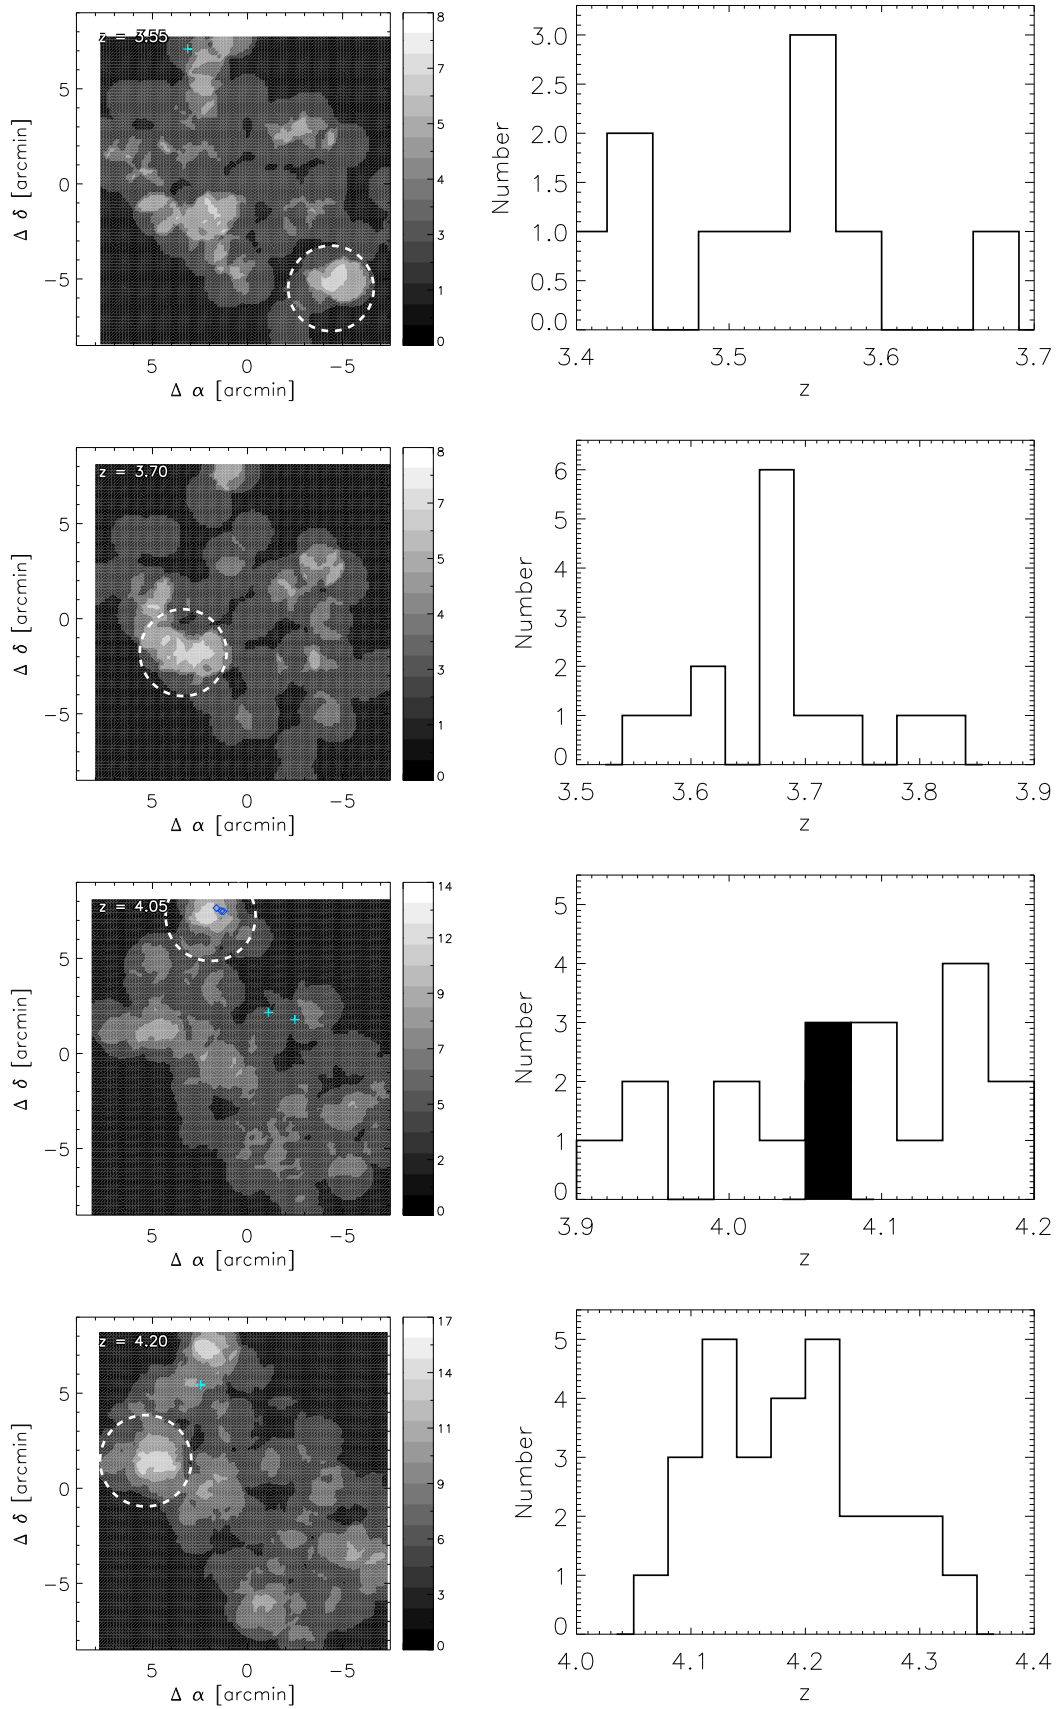 z = 3.55
5
0
−5
Δ δ [arcmin]
5 0 −5
Δ α [arcmin]
8
7
5
4
3
1
0
3.0
2.5
2.0
1.5
1.0
0.5
0.0
Number
3.4 3.5 3.6 3.7
z
z = 3.70
5
0
−5
Δ δ [arcmin]
5 0 −5
Δ α [arcmin]
8
7
5
4
3
1
0
6
5
4
3
2
1
0
Number
3.5 3.6 3.7 3.8 3.9
z
z = 4.05
5
0
−5
Δ δ [arcmin]
5 0 −5
Δ α [arcmin]
14
12
9
7
5
2
0
5
4
3
2
1
0
Number
3.9 4.0 4.1 4.2
z
z = 4.20
5
0
−5
Δ δ [arcmin]
5 0 −5
Δ α [arcmin]
17
14
11
9
6
3
0
5
4
3
2
1
0
Number
4.0 4.1 4.2 4.3 4.4
z